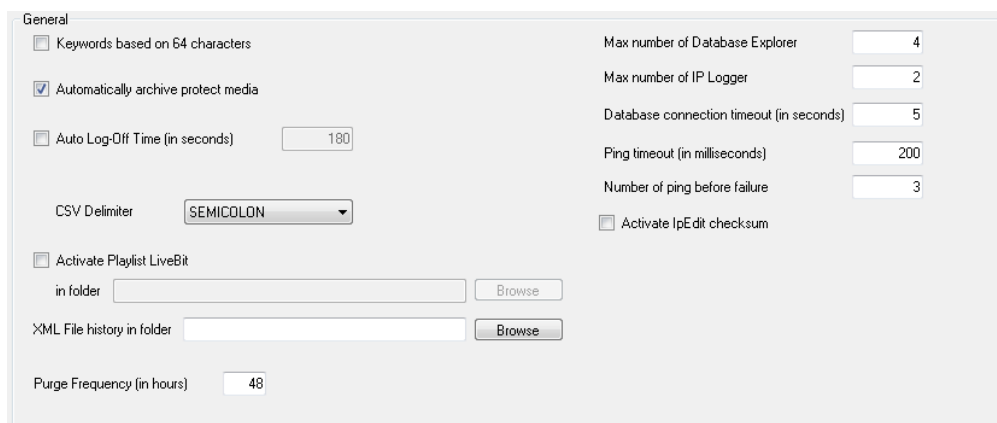 General
Keywords based on 64 characters
Automatically archive protect media
Auto Log-Off Time (in seconds) 180
CSV Delimiter SEMICOLON
Activate Playlist LiveBit
in folder Browse
XML File history in folder Browse
Purge Frequency (in hours) 48
Max number of Database Explorer 4
Max number of IP Logger 2
Database connection timeout (in seconds) 5
Ping timeout (in milliseconds) 200
Number of ping before failure 3
Activate IpEdit checksum